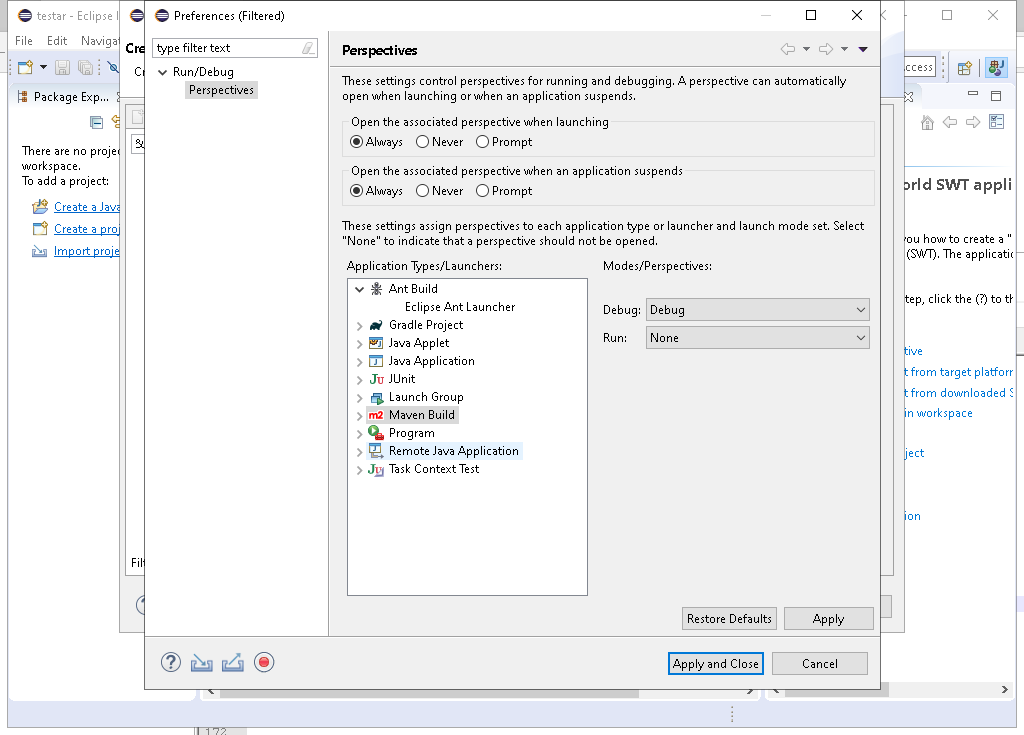 testar - Eclipse I
Preferences (Filtered)
File Edit Naviga
Cre
type filter text
Perspectives
Run/Debug
Perspectives
These settings control perspectives for running and debugging. A perspective can automatically
open when launching or when an application suspends.
Package Exp...
Open the associated perspective when launching
Always Never Prompt
There are no projec
workspace.
To add a project:
Open the associated perspective when an application suspends
Always Never Prompt
Create a Java
Create a proj
Import proje
These settings assign perspectives to each application type or launcher and launch mode set. Select
"None" to indicate that a perspective should not be opened.
Application Types/Launchers:
Modes/Perspectives:
Ant Build
Eclipse Ant Launcher
Gradle Project
Java Applet
Java Application
JUnit
Launch Group
Maven Build
Program
Remote Java Application
Task Context Test
Debug: Debug
Run: None
Restore Defaults Apply
Filt
Apply and Close Cancel
ccess
orld SWT appli
you how to create a "
(SWT). The applicatic
tep, click the (?) to th
tive
t from target platforr
t from downloaded S
in workspace
ject
ion
172